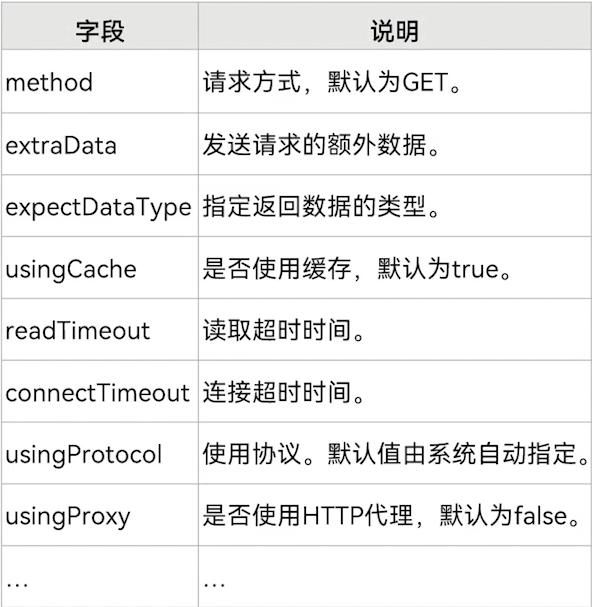 字段 说明
method 请求方式，默认为GET。
extraData 发送请求的额外数据。
expectDataType 指定返回数据的类型。
usingCache 是否使用缓存，默认为true。
readTimeout 读取超时时间。
connectTimeout 连接超时时间。
usingProtocol 使用协议。默认值由系统自动指定。
usingProxy 是否使用HTTP代理，默认为false。
... ...